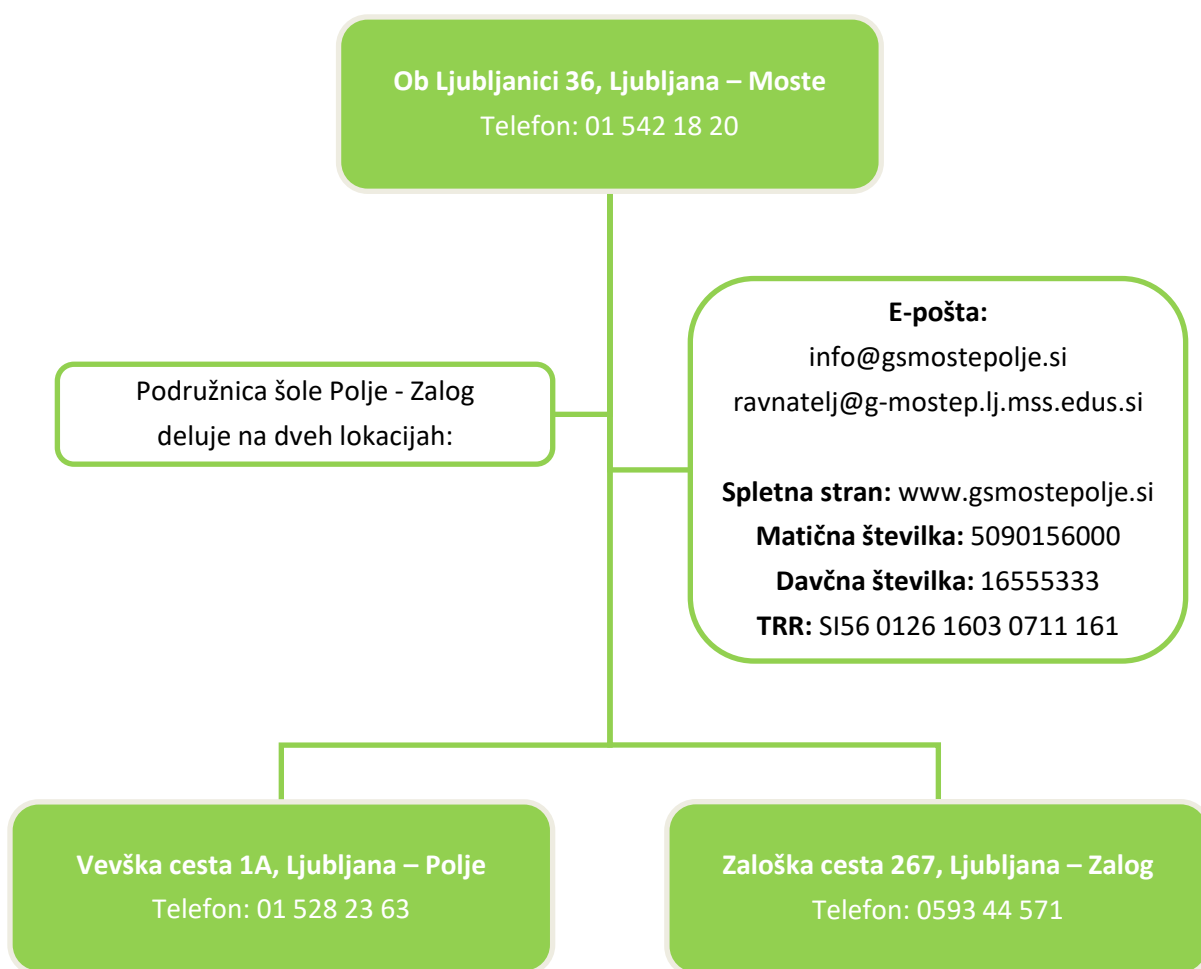 Ob Ljubljanici 36, Ljubljana – Moste
Telefon: 01 542 18 20
Podružnica šole Polje - Zalog
deluje na dveh lokacijah:
E-pošta:
info@gsmostepolje.si
ravnatelj@g-mostep.lj.mss.edus.si
Spletna stran: www.gsmostepolje.si
Matična številka: 5090156000
Davčna številka: 16555333
TRR: SI56 0126 1603 0711 161
Vevška cesta 1A, Ljubljana – Polje
Telefon: 01 528 23 63
Zaloška cesta 267, Ljubljana – Zalog
Telefon: 0593 44 571